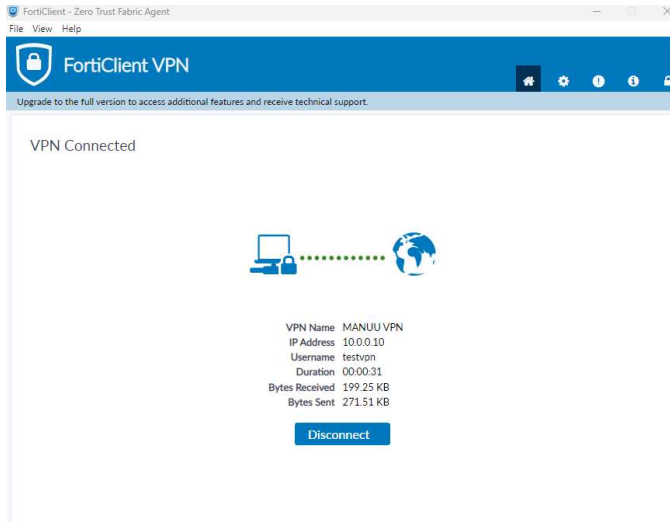 FortiClient - Zero Trust Fabric Agent
File View Help
FortiClient VPN
Upgrade to the full version to access additional features and receive technical support.
VPN Connected
VPN Name MANUU VPN
IP Address 10.0.0.10
Username testvpn
Duration 00:00:31
Bytes Received 199.25 KB
Bytes Sent 271.51 KB
Disconnect